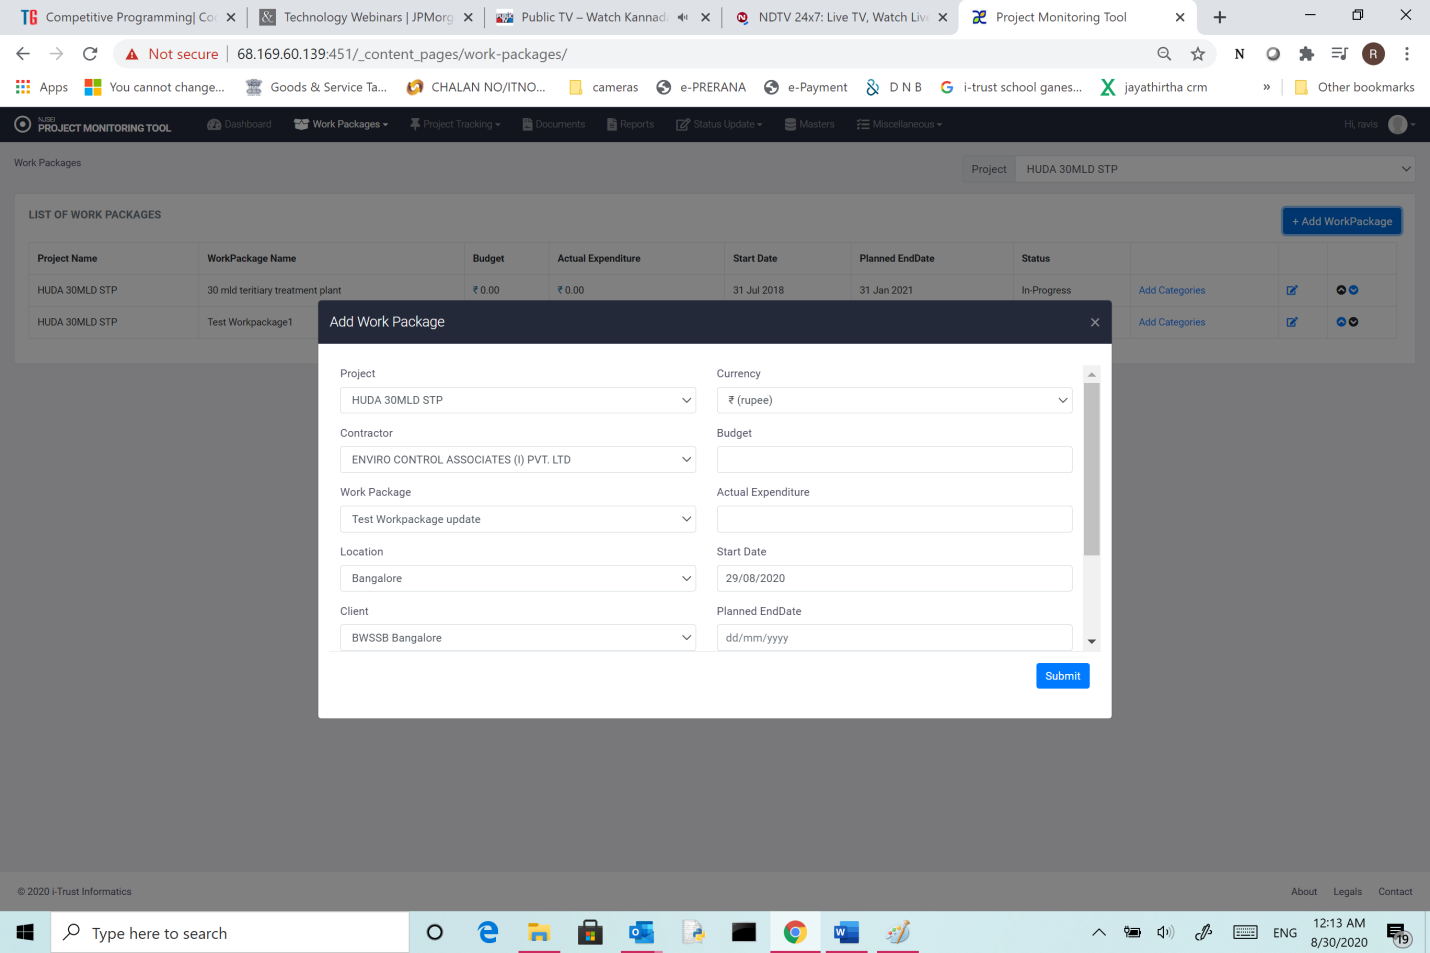 TG Competitive Programming| Co
& Technology Webinars | JPMorg
Public TV – Watch Kannada
NDTV 24x7: Live TV, Watch Live
Project Monitoring Tool
Not secure | 68.169.60.139:451/_content_pages/work-packages/
N
R
Apps
You cannot change...
Goods & Service Ta...
CHALAN NO/ITNO...
cameras
e-PRERANA
e-Payment
D N B
i-trust school ganes...
jayathirtha crm
»
Other bookmarks
NJSEI
PROJECT MONITORING TOOL
Dashboard
Work Packages
Project Tracking
Documents
Reports
Status Update
Masters
Miscellaneous
Hi, ravis
Work Packages
Project HUDA 30MLD STP
LIST OF WORK PACKAGES
+ Add WorkPackage
Project Name WorkPackage Name Budget Actual Expenditure Start Date Planned EndDate Status
HUDA 30MLD STP 30 mld teritiary treatment plant ₹ 0.00 ₹ 0.00 31 Jul 2018 31 Jan 2021 In-Progress Add Categories
HUDA 30MLD STP Test Workpackage1 Add Categories
Add Work Package
×
Project Currency
HUDA 30MLD STP ₹ (rupee)
Contractor Budget
ENVIRO CONTROL ASSOCIATES (I) PVT. LTD
Work Package Actual Expenditure
Test Workpackage update
Location Start Date
Bangalore 29/08/2020
Client Planned EndDate
BWSSB Bangalore dd/mm/yyyy
Submit
© 2020 i-Trust Informatics
About Legals Contact
Type here to search
ENG
12:13 AM
8/30/2020
19